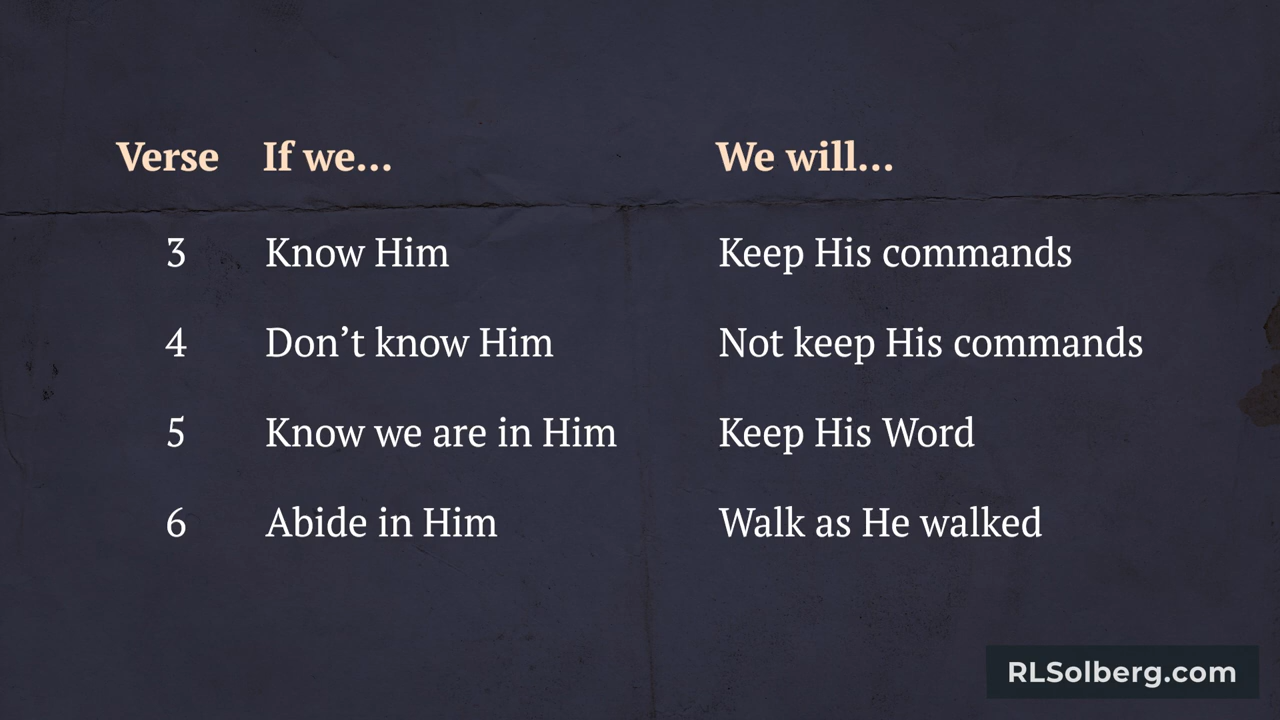 Verse If we... We will...
3 Know Him Keep His commands
4 Don’t know Him Not keep His commands
5 Know we are in Him Keep His Word
6 Abide in Him Walk as He walked
RLSolberg.com